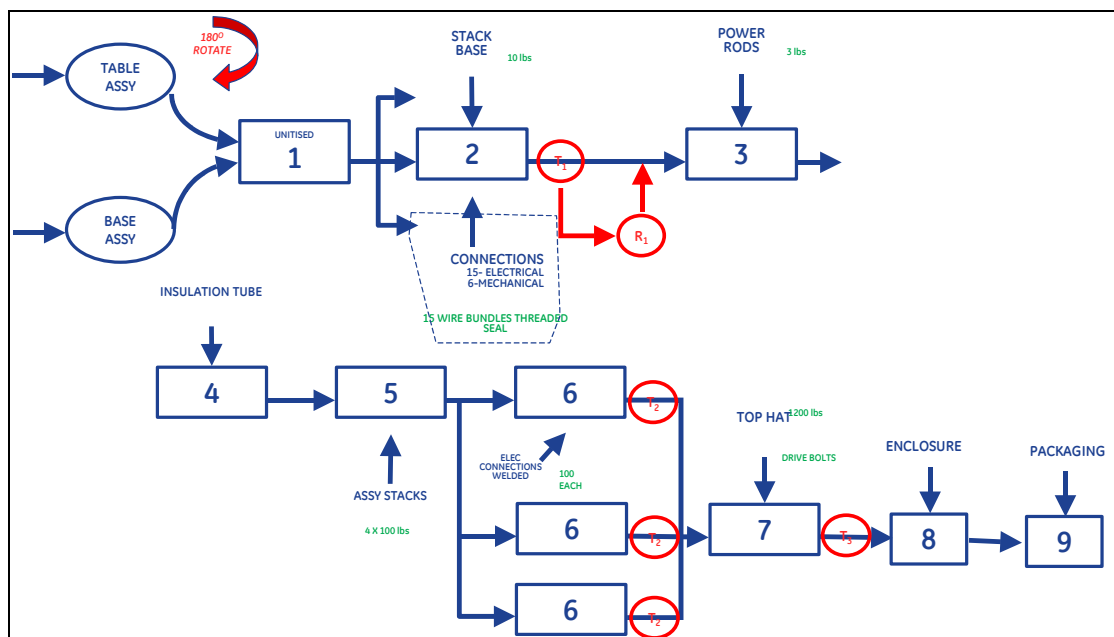 180O
ROTATE
STACK
BASE
10 lbs
POWER
RODS
3 lbs
TABLE
ASSY
UNITISED
1
2
T1
3
BASE
ASSY
R1
CONNECTIONS
15- ELECTRICAL
6-MECHANICAL
15 WIRE BUNDLES THREADED
SEAL
INSULATION TUBE
4
5
6
T2
TOP HAT
1200 lbs
ELEC
CONNECTIONS
WELDED
100
EACH
DRIVE BOLTS
ENCLOSURE
PACKAGING
ASSY STACKS
4 X 100 lbs
6
T2
7
T3
8
9
6
T2